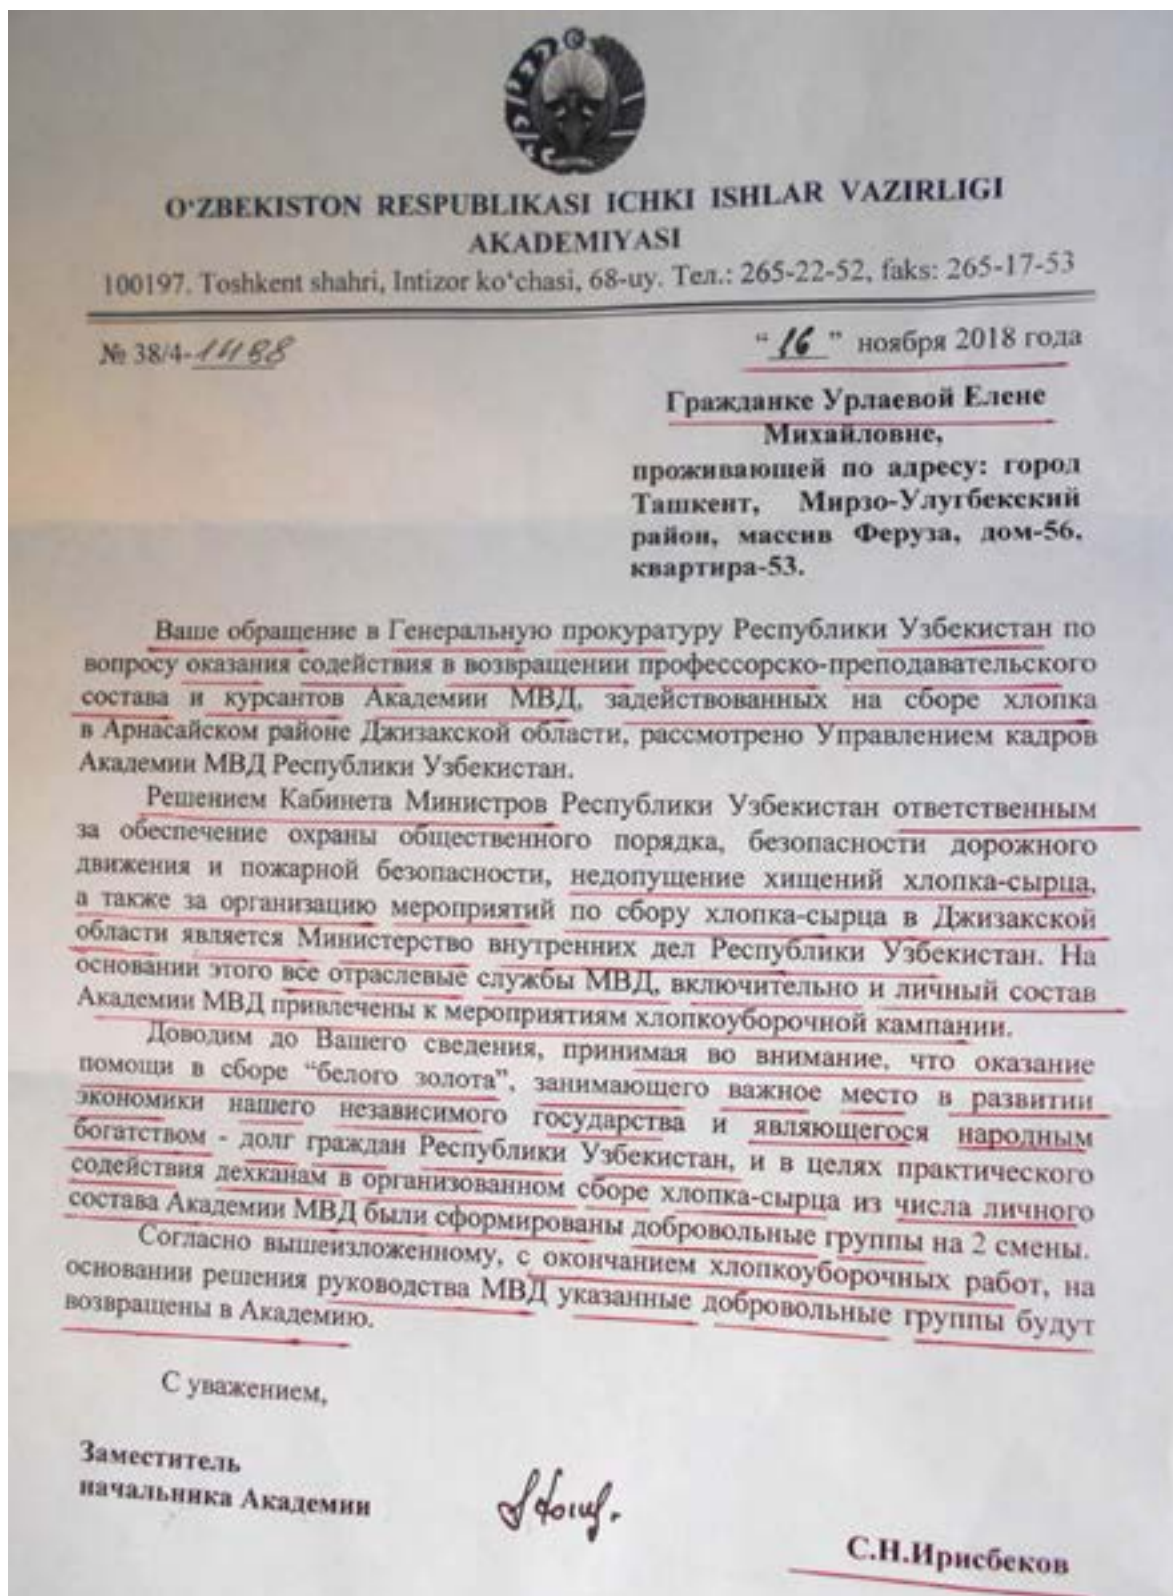 O‘ZBEKISTON RESPUBLIKASI ICHKI ISHLAR VAZIRLIGI
AKADEMIYASI
100197. Toshkent shahri, Intizor ko‘chasi, 68-uy. Тел.: 265-22-52, faks: 265-17-53
№ 38/4-1488
“16” ноября 2018 года
Гражданке Урлаевой Елене
Михайловне,
проживающей по адресу: город
Ташкент, Мирзо-Улугбекский
район, массив Феруза, дом-56,
квартира-53.
Ваше обращение в Генеральную прокуратуру Республики Узбекистан по
вопросу оказания содействия в возвращении профессорско-преподавательского
состава и курсантов Академии МВД, задействованных на сборе хлопка
в Арнасайском районе Джизакской области, рассмотрено Управлением кадров
Академии МВД Республики Узбекистан.
Решением Кабинета Министров Республики Узбекистан ответственным
за обеспечение охраны общественного порядка, безопасности дорожного
движения и пожарной безопасности, недопущение хищений хлопка-сырца,
а также за организацию мероприятий по сбору хлопка-сырца в Джизакской
области является Министерство внутренних дел Республики Узбекистан. На
основании этого все отраслевые службы МВД, включительно и личный состав
Академии МВД привлечены к мероприятиям хлопкоуборочной кампании.
Доводим до Вашего сведения, принимая во внимание, что оказание
помощи в сборе “белого золота”, занимающего важное место в развитии
экономики нашего независимого государства и являющегося народным
богатством - долг граждан Республики Узбекистан, и в целях практического
содействия дехканам в организованном сборе хлопка-сырца из числа личного
состава Академии МВД были сформированы добровольные группы на 2 смены.
Согласно вышеизложенному, с окончанием хлопкоуборочных работ, на
основании решения руководства МВД указанные добровольные группы будут
возвращены в Академию.
С уважением,
Заместитель
начальника Академии
С.Н.Ирисбеков